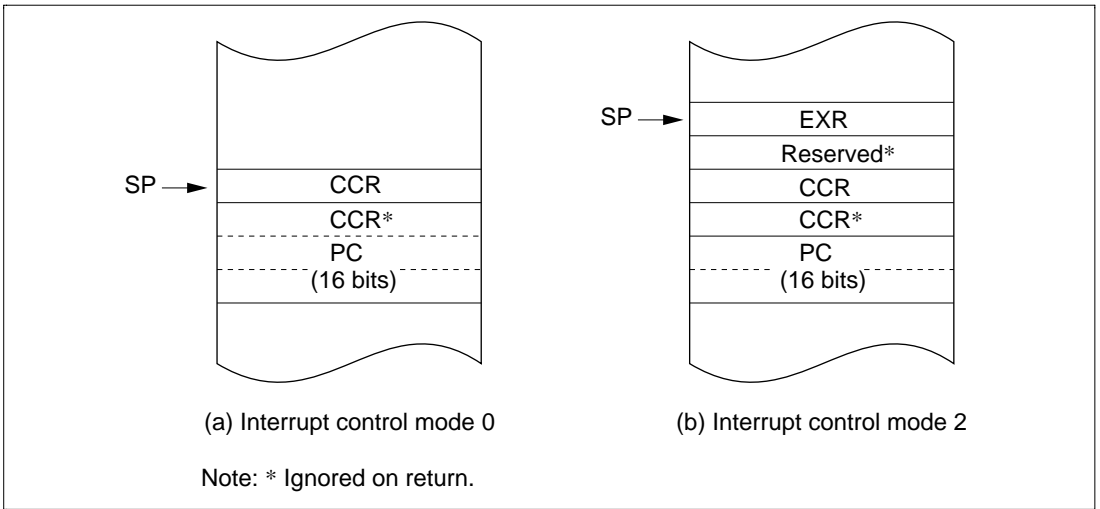 SP
CCR
CCR*
PC
(16 bits)
(a) Interrupt control mode 0
SP
EXR
Reserved*
CCR
CCR*
PC
(16 bits)
(b) Interrupt control mode 2
Note: * Ignored on return.